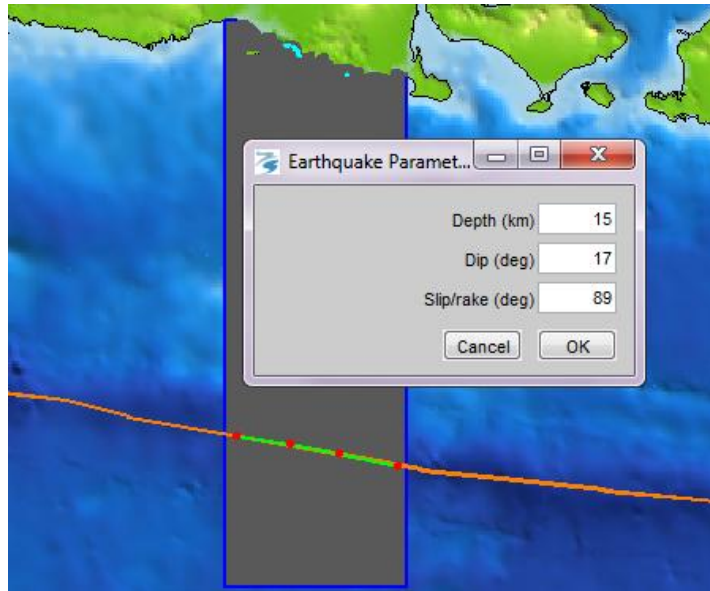 Earthquake Paramet...
Depth (km) 15
Dip (deg) 17
Slip/rake (deg) 89
Cancel OK